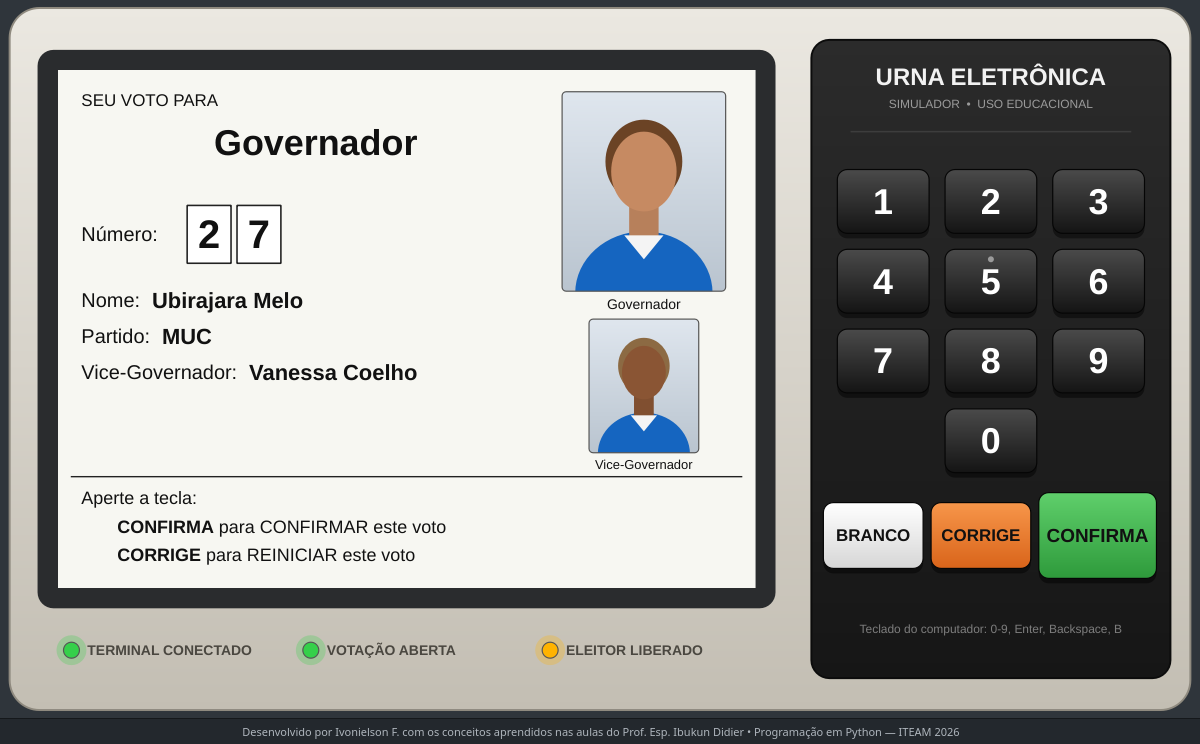 SEU VOTO PARA
Governador
Número: 2 7
Nome: Ubirajara Melo
Partido: MUC
Vice-Governador: Vanessa Coelho
Governador
Vice-Governador
Aperte a tecla:
CONFIRMA para CONFIRMAR este voto
CORRIGE para REINICIAR este voto
TERMINAL CONECTADO
VOTAÇÃO ABERTA
ELEITOR LIBERADO
URNA ELETRÔNICA
SIMULADOR • USO EDUCACIONAL
1 2 3
4 5 6
7 8 9
0
BRANCO CORRIGE CONFIRMA
Teclado do computador: 0-9, Enter, Backspace, B
Desenvolvido por Ivonielson F. com os conceitos aprendidos nas aulas do Prof. Esp. Ibukun Didier • Programação em Python — ITEAM 2026